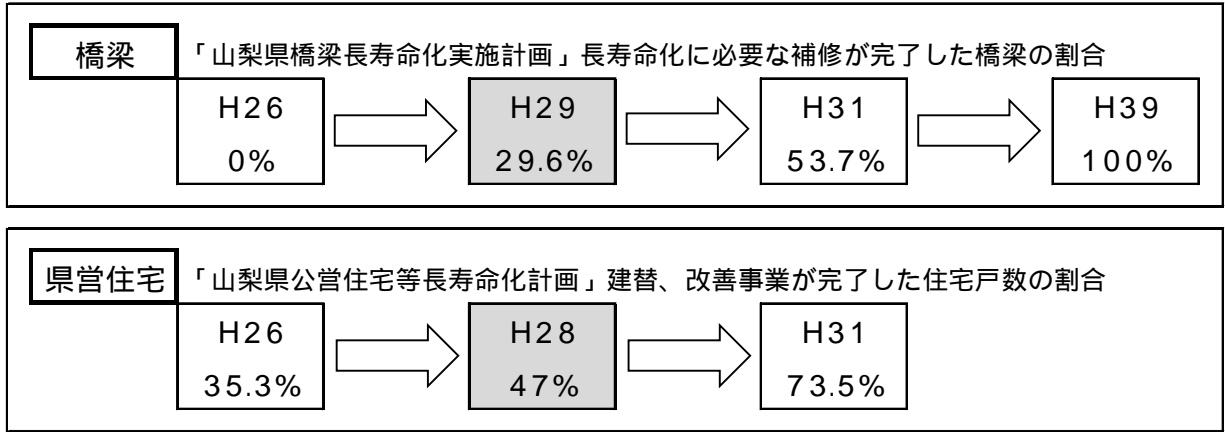 橋梁 「山梨県橋梁長寿命化実施計画」長寿命化に必要な補修が完了した橋梁の割合
H26 H29 H31 H39
0% 29.6% 53.7% 100%
県営住宅 「山梨県公営住宅等長寿命化計画」建替、改善事業が完了した住宅戸数の割合
H26 H28 H31
35.3% 47% 73.5%